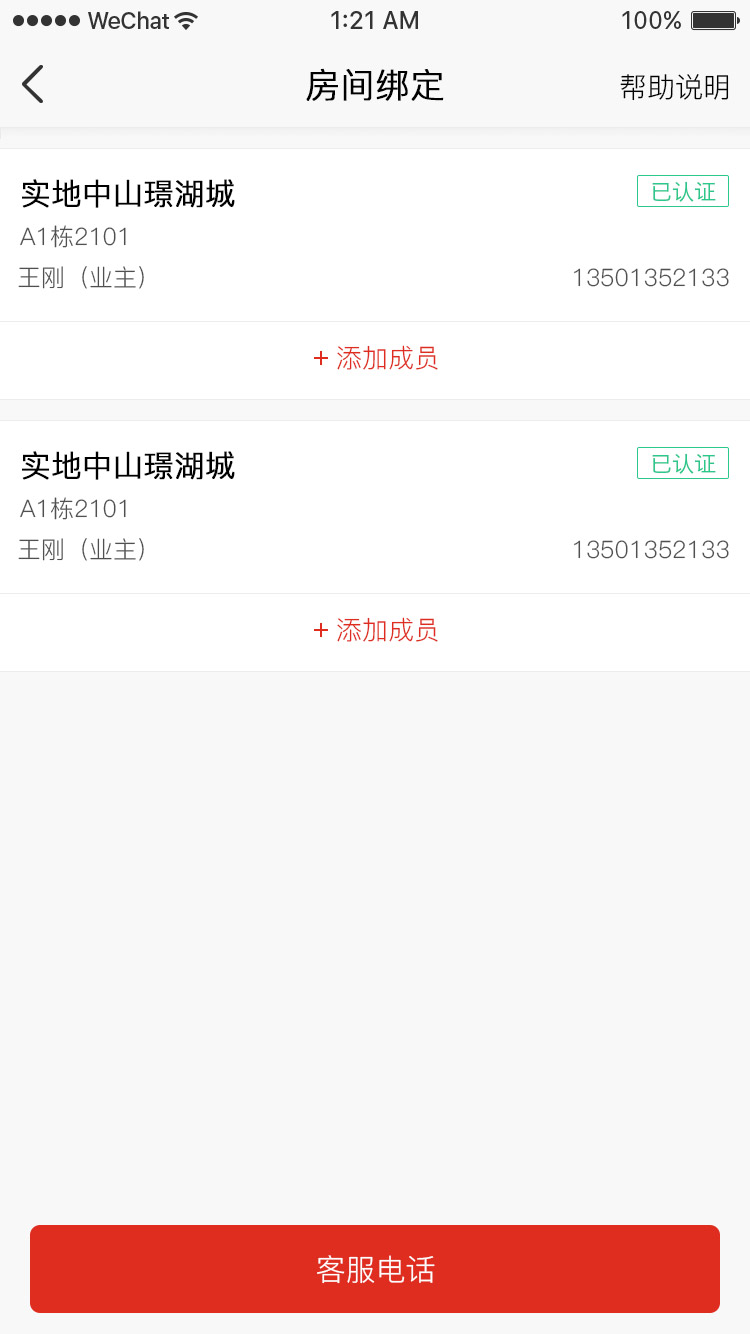 WeChat 1:21 AM 100%
房间绑定 帮助说明
实地中山璟湖城 已认证
A1栋2101
王刚（业主） 13501352133
+ 添加成员
实地中山璟湖城 已认证
A1栋2101
王刚（业主） 13501352133
+ 添加成员
客服电话